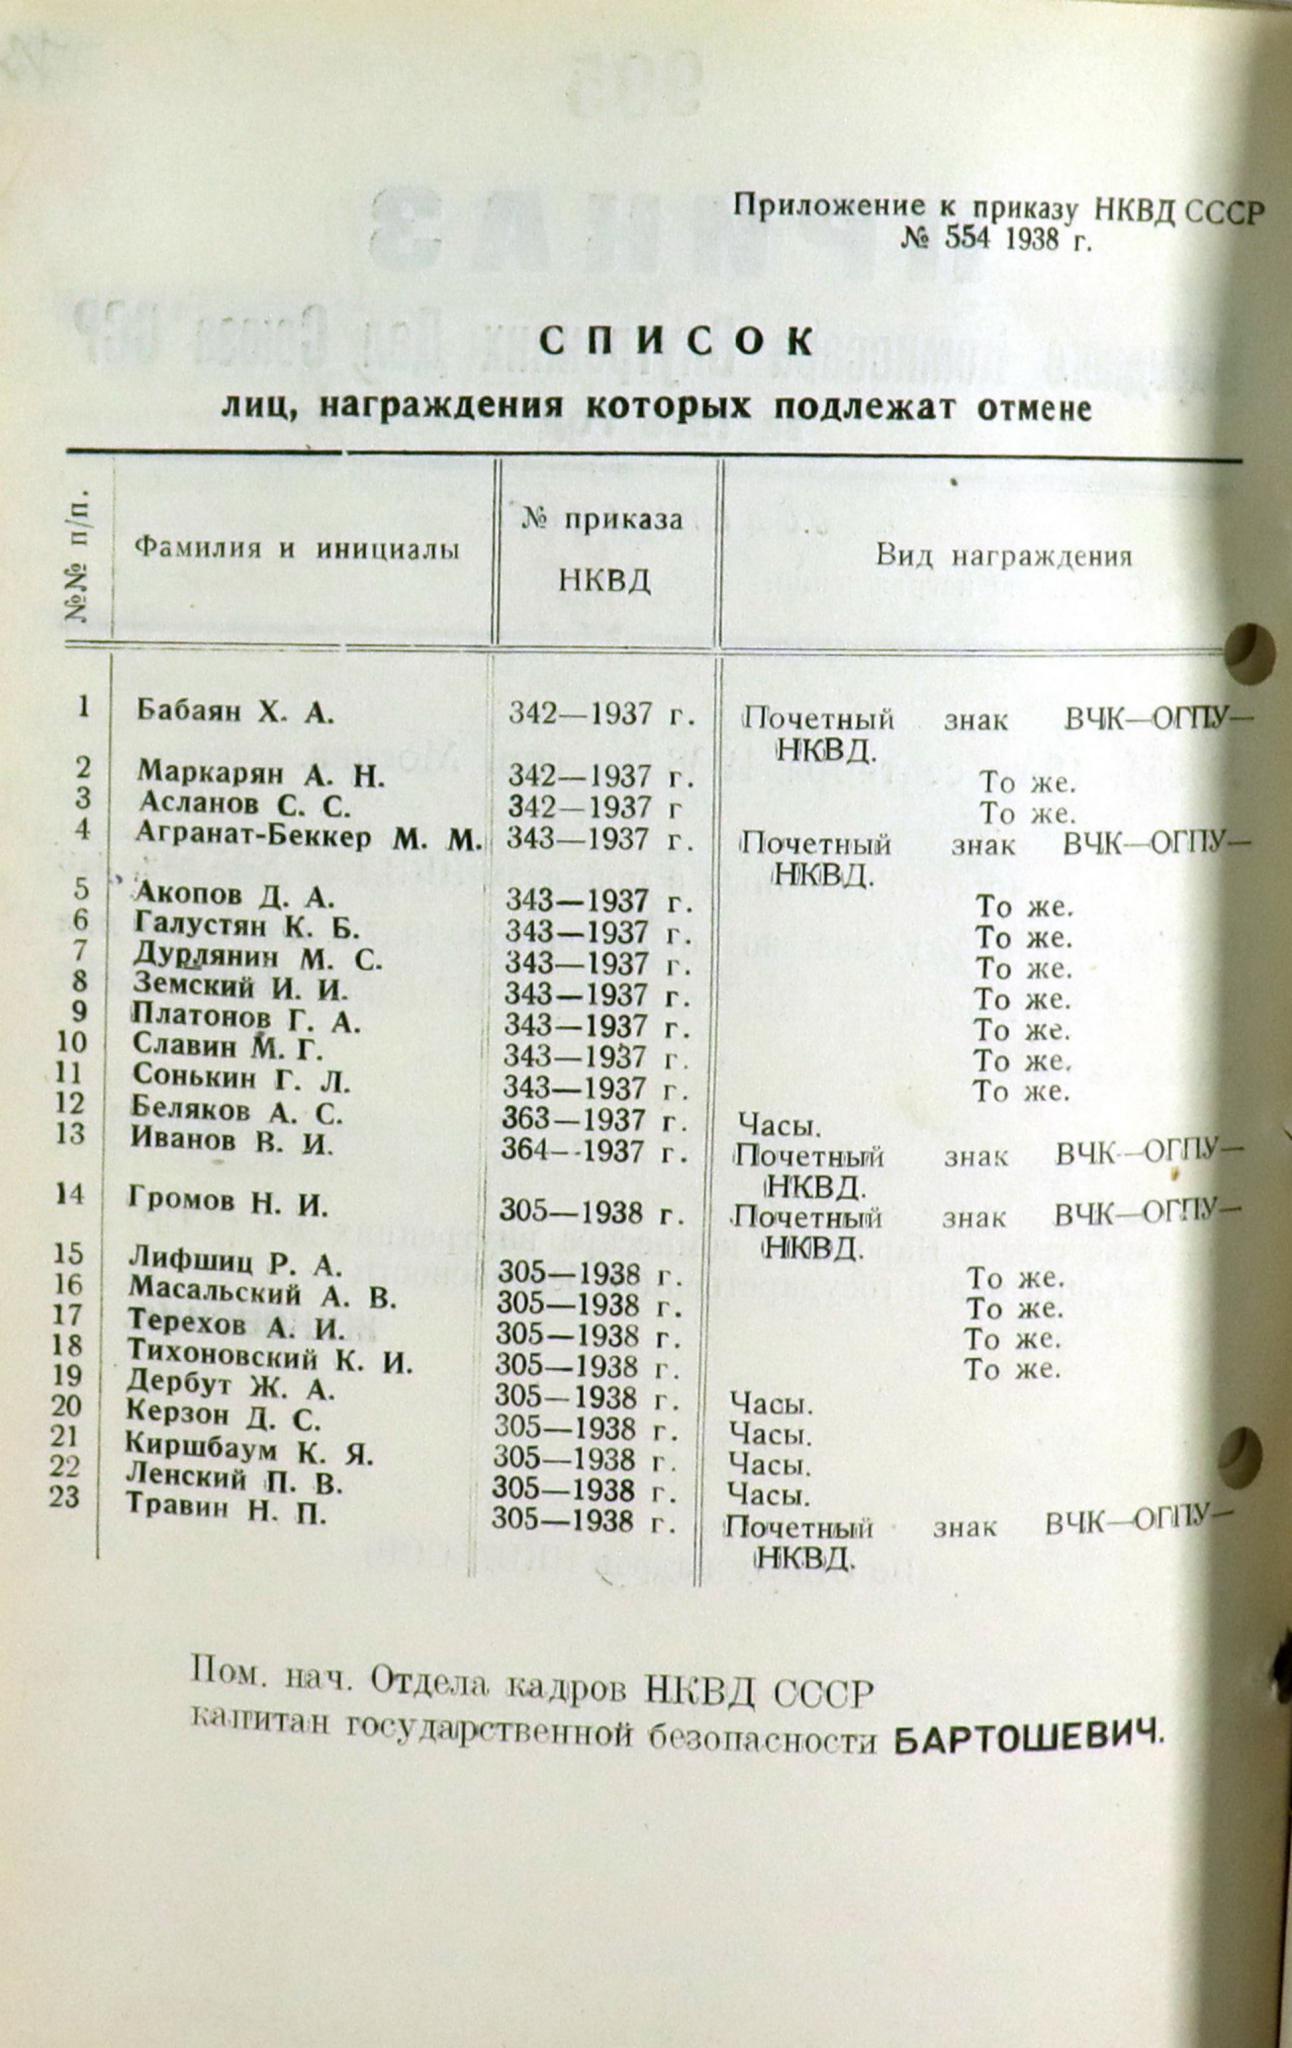 Приложение к приказу НКВД СССР
№ 554 1938 г.
СПИСОК
лиц, награждения которых подлежат отмене
№№ п/п. Фамилия и инициалы № приказа НКВД Вид награждения
1 Бабаян Х. А. 342—1937 г. Почетный знак ВЧК—ОГПУ—
НКВД.
2 Маркарян А. Н. 342—1937 г. То же.
3 Асланов С. С. 342—1937 г То же.
4 Агранат-Беккер М. М. 343—1937 г. Почетный знак ВЧК—ОГПУ—
НКВД.
5 Акопов Д. А. 343—1937 г. То же.
6 Галустян К. Б. 343—1937 г. То же.
7 Дурлянин М. С. 343—1937 г. То же.
8 Земский И. И. 343—1937 г. То же.
9 Платонов Г. А. 343—1937 г. То же.
10 Славин М. Г. 343—1937 г. То же.
11 Сонькин Г. Л. 343—1937 г. То же.
12 Беляков А. С. 363—1937 г. Часы.
13 Иванов В. И. 364—1937 г. Почетный знак ВЧК—ОГПУ—
НКВД.
14 Громов Н. И. 305—1938 г. Почетный знак ВЧК—ОГПУ—
НКВД.
15 Лифшиц Р. А. 305—1938 г. То же.
16 Масальский А. В. 305—1938 г. То же.
17 Терехов А. И. 305—1938 г. То же.
18 Тихоновский К. И. 305—1938 г. То же.
19 Дербут Ж. А. 305—1938 г. Часы.
20 Керзон Д. С. 305—1938 г. Часы.
21 Киршбаум К. Я. 305—1938 г. Часы.
22 Ленский П. В. 305—1938 г. Часы.
23 Травин Н. П. 305—1938 г. Почетный знак ВЧК—ОГПУ—
НКВД.
Пом. нач. Отдела кадров НКВД СССР
капитан государственной безопасности БАРТОШЕВИЧ.